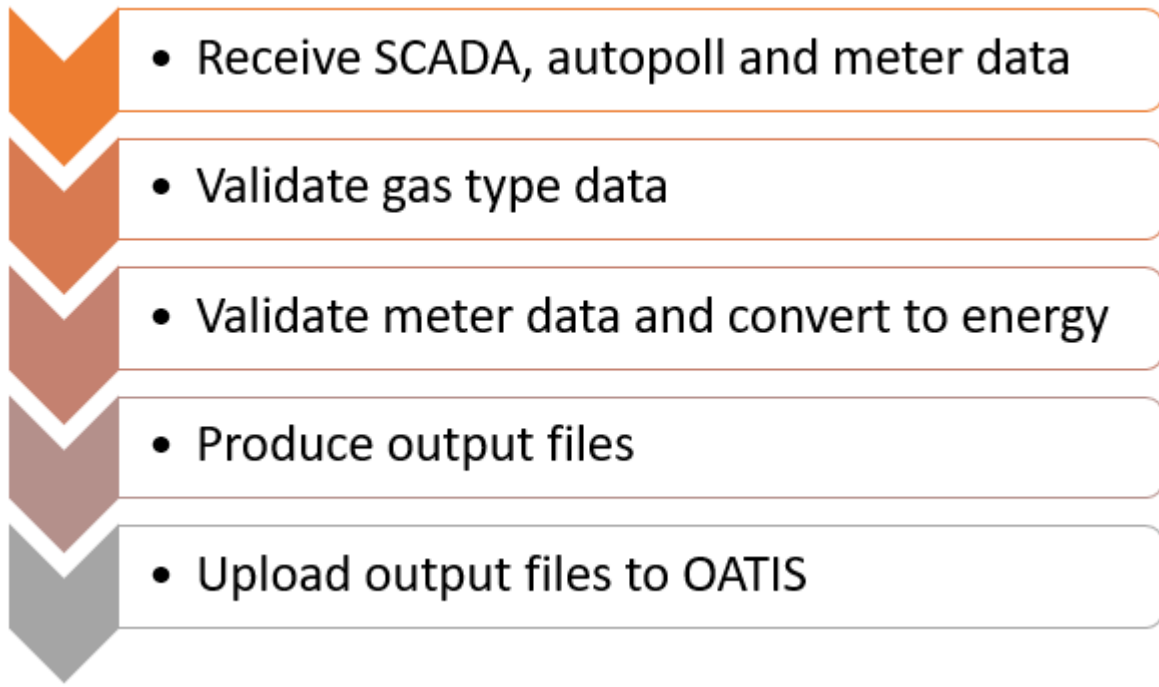 • Receive SCADA, autopoll and meter data
• Validate gas type data
• Validate meter data and convert to energy
• Produce output files
• Upload output files to OATIS